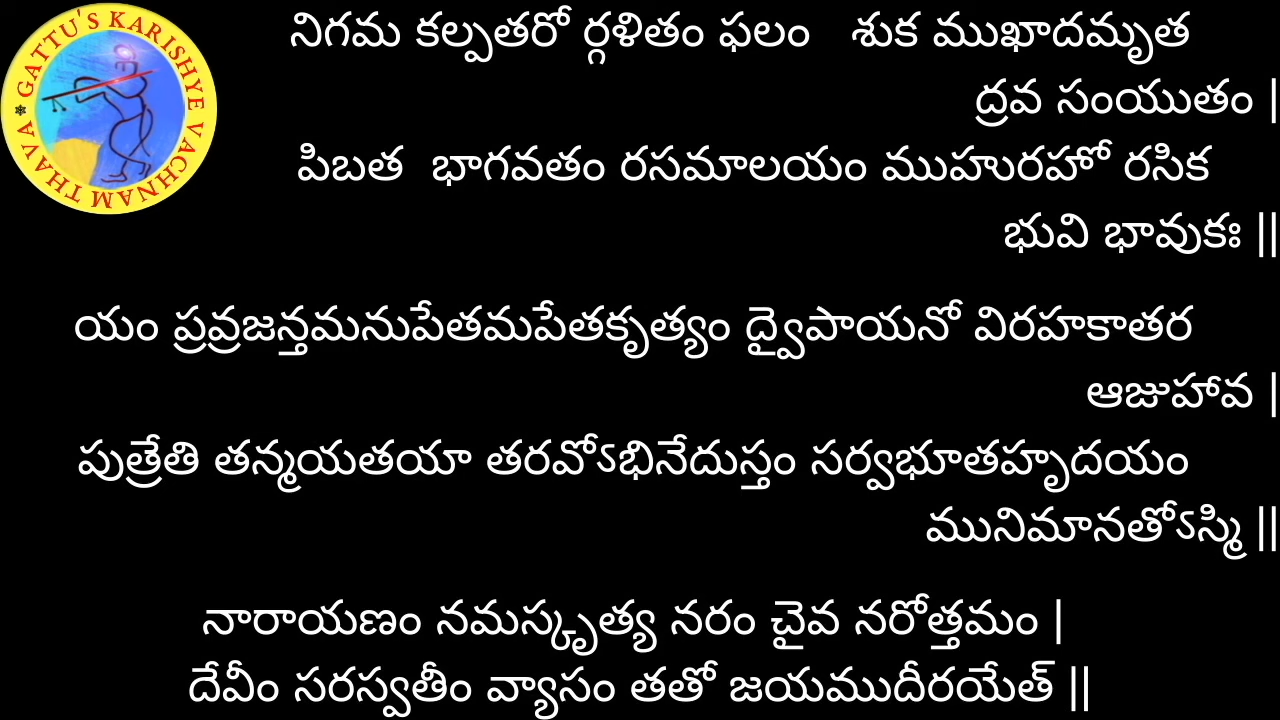 GATTU'S KARISHYE VACHNAM THAVA
నిగమ కల్పతరో ర్గళితం ఫలం   శుక ముఖాదమృత
ద్రవ సంయుతం |
పిబత  భాగవతం రసమాలయం ముహురహో రసిక
భువి భావుకః ||
యం ప్రవ్రజన్తమనుపేతమపేతకృత్యం ద్వైపాయనో విరహకాతర
ఆజుహావ |
పుత్రేతి తన్మయతయా తరవోఽభినేదుస్తం సర్వభూతహృదయం
మునిమానతోఽస్మి ||
నారాయణం నమస్కృత్య నరం చైవ నరోత్తమం |
దేవీం సరస్వతీం వ్యాసం తతో జయముదీరయేత్ ||